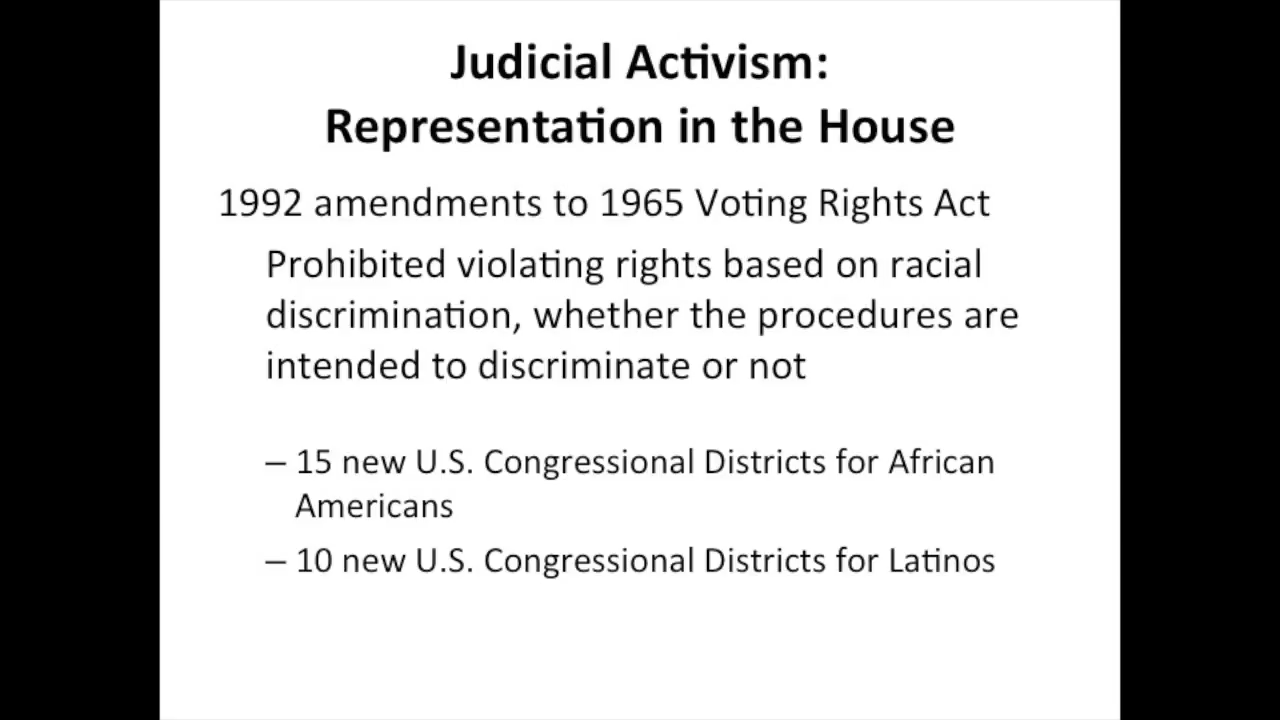 Judicial Activism:
Representation in the House
1992 amendments to 1965 Voting Rights Act
Prohibited violating rights based on racial
discrimination, whether the procedures are
intended to discriminate or not
– 15 new U.S. Congressional Districts for African
Americans
– 10 new U.S. Congressional Districts for Latinos